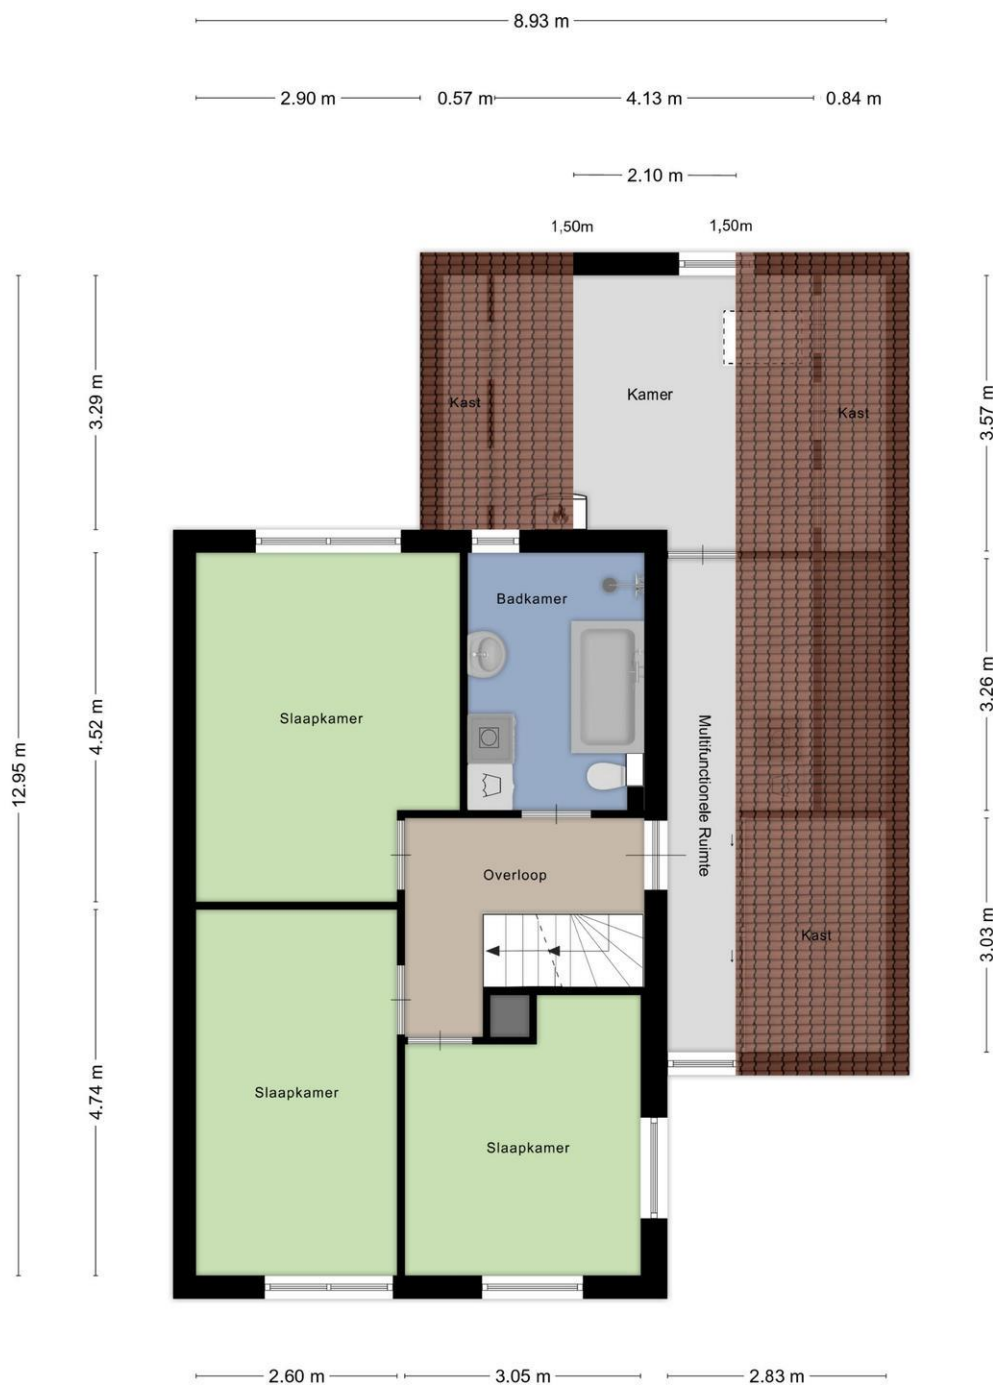 8.93 m
2.90 m 0.57 m 4.13 m 0.84 m
2.10 m
1,50m 1,50m
3.29 m
3.57 m
Kamer
Kast
Kast
Badkamer
Slaapkamer
4.52 m
3.26 m
12.95 m
Multifunctionele Ruimte
Overloop
Kast
3.03 m
Slaapkamer
4.74 m
Slaapkamer
2.60 m 3.05 m 2.83 m